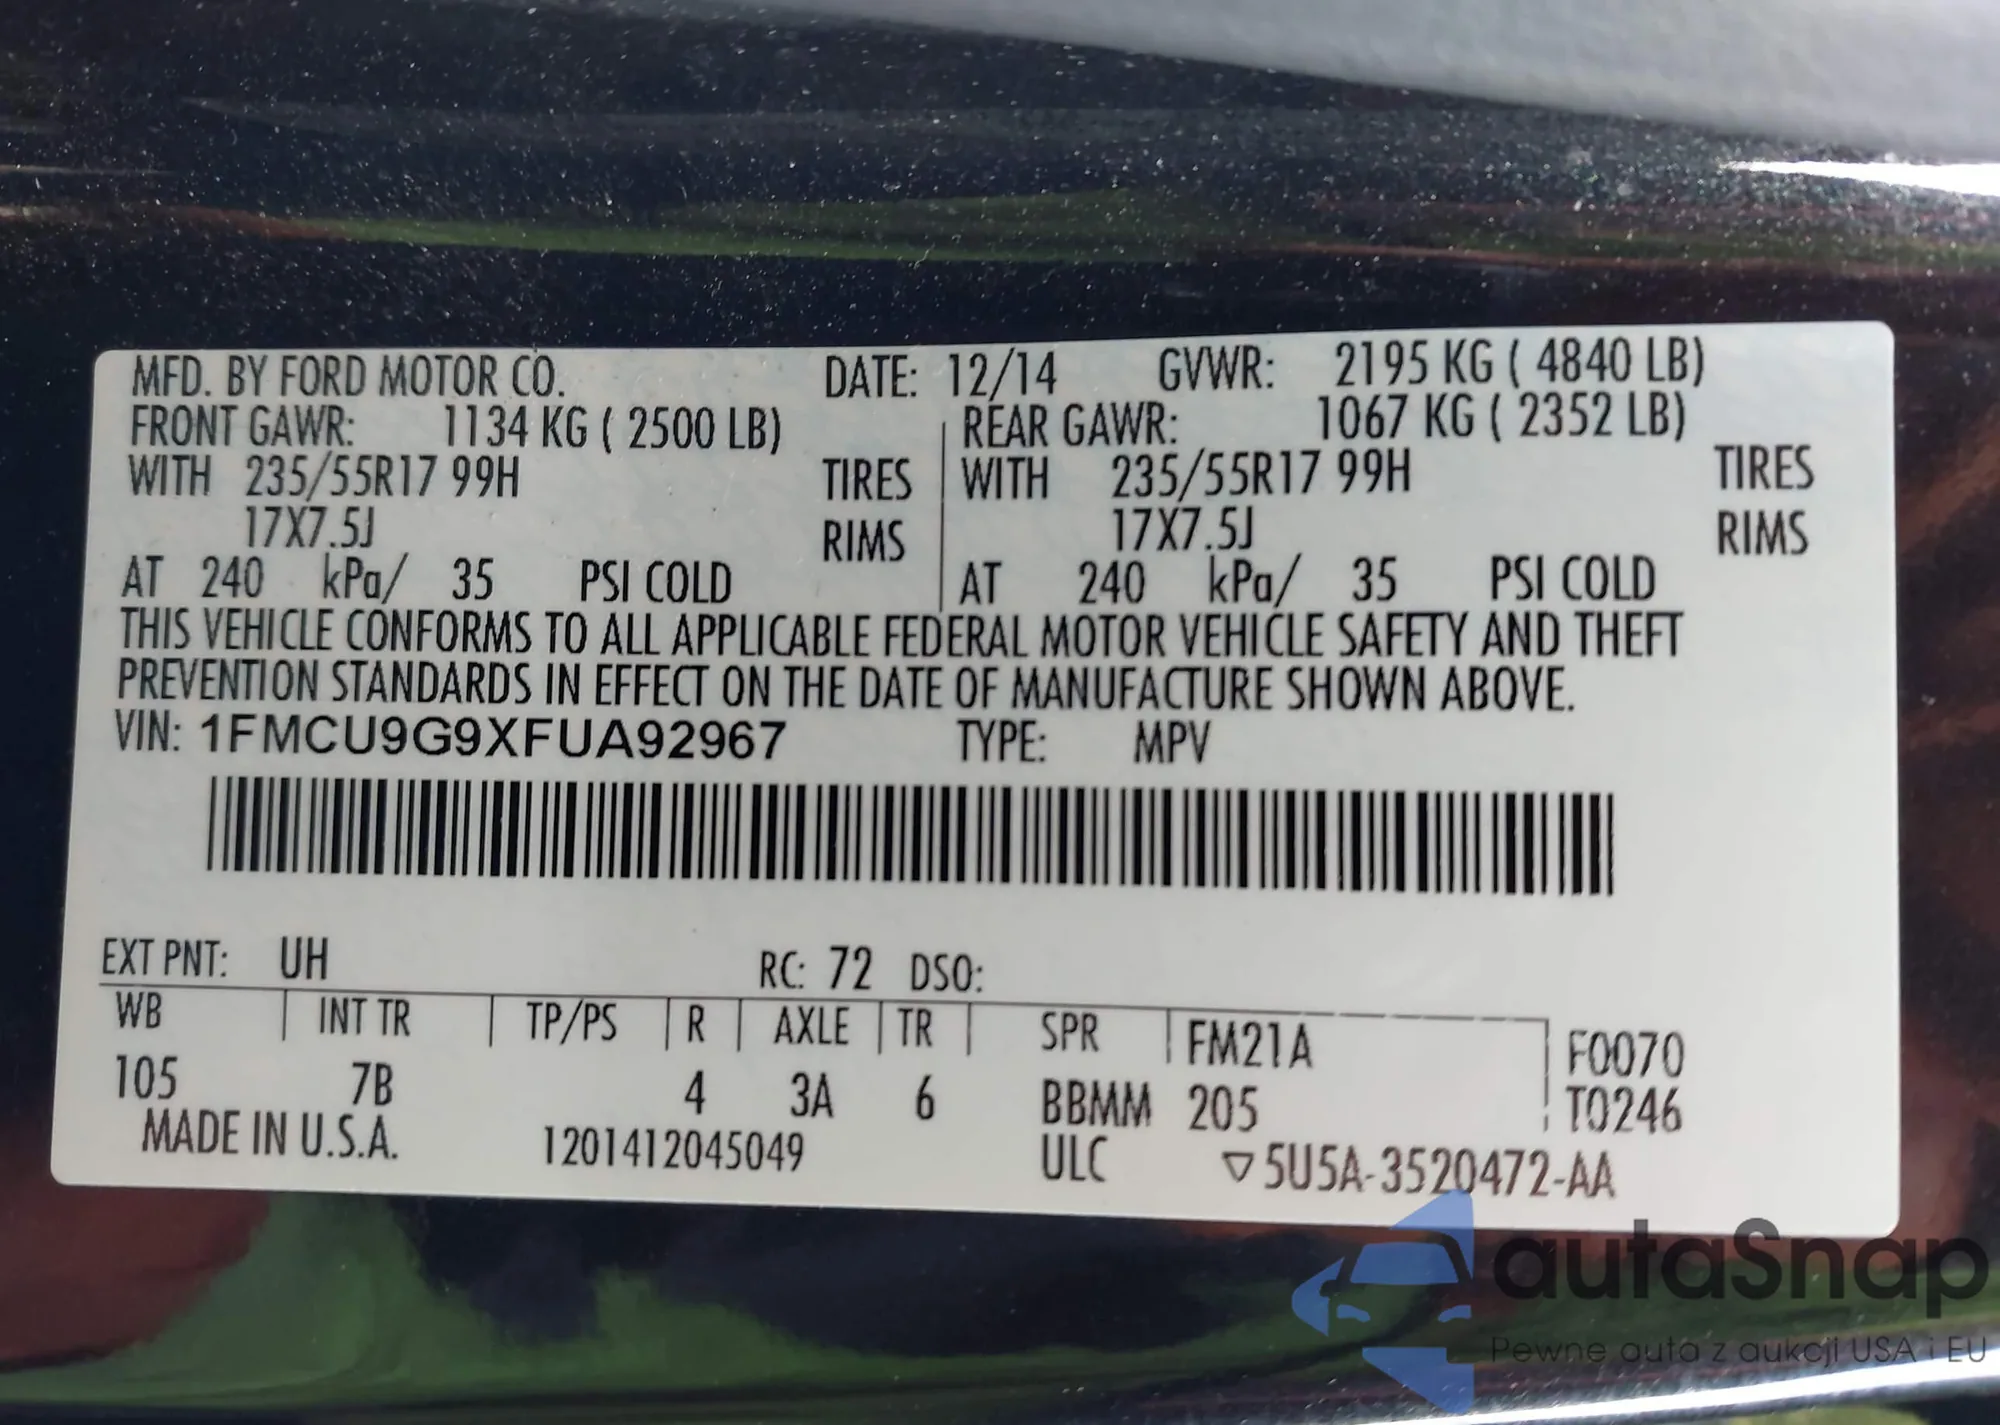 MFD. BY FORD MOTOR CO. DATE: 12/14 GVWR: 2195 KG ( 4840 LB)
FRONT GAWR: 1134 KG ( 2500 LB) REAR GAWR: 1067 KG ( 2352 LB)
WITH 235/55R17 99H TIRES WITH 235/55R17 99H TIRES
17X7.5J RIMS 17X7.5J RIMS
AT 240 kPa/ 35 PSI COLD AT 240 kPa/ 35 PSI COLD
THIS VEHICLE CONFORMS TO ALL APPLICABLE FEDERAL MOTOR VEHICLE SAFETY AND THEFT
PREVENTION STANDARDS IN EFFECT ON THE DATE OF MANUFACTURE SHOWN ABOVE.
VIN: 1FMCU9G9XFUA92967 TYPE: MPV
EXT PNT: UH RC: 72 DSO:
WB INT TR TP/PS R AXLE TR SPR FM21A F0070
105 7B 4 3A 6 BBMM 205 T0246
MADE IN U.S.A. 1201412045049 ULC ▽5U5A-3520472-AA
autaSnap
Pewne auta z aukcji USA i EU